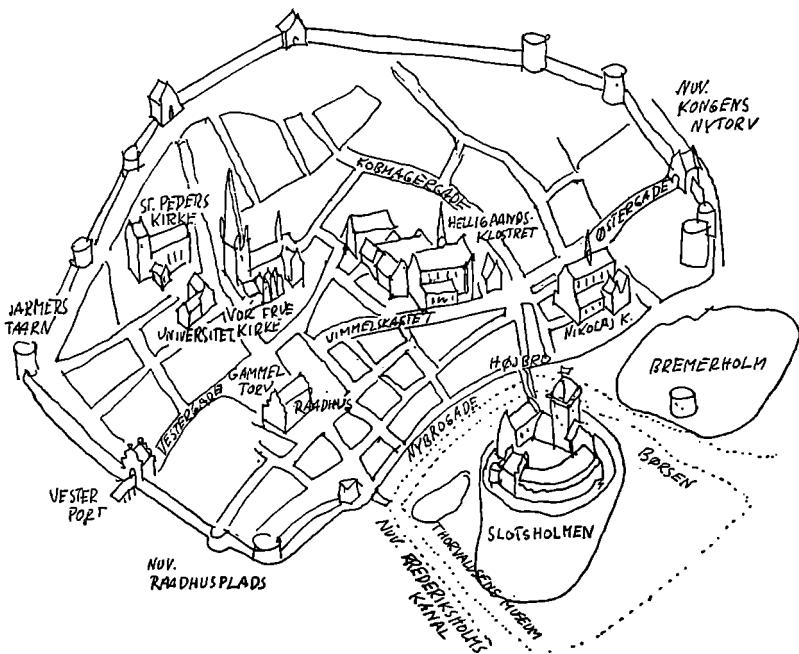 NUV.
KONGENS
NYTORV
KOBMAGERGADE
ST. PEDERS
KIRKE
HELLIGAANDS-
KLOSTRET
ØSTERGADE
JARMERS
TAARN
UNIVERSITET
VOR FRUE
KIRKE
VIMMELSKAFTET
NIKOLAJ K.
HØJBRO
BREMERHOLM
GAMMEL
TORV
RAADHUS
VESTERGADE
NYBROGADE
BØRSEN
VESTER
PORT
SLOTSHOLMEN
NUV.
RAADHUSPLADS
THORVALDSENS MUSEUM
NUV. FREDERIKSHOLMS
KANAL